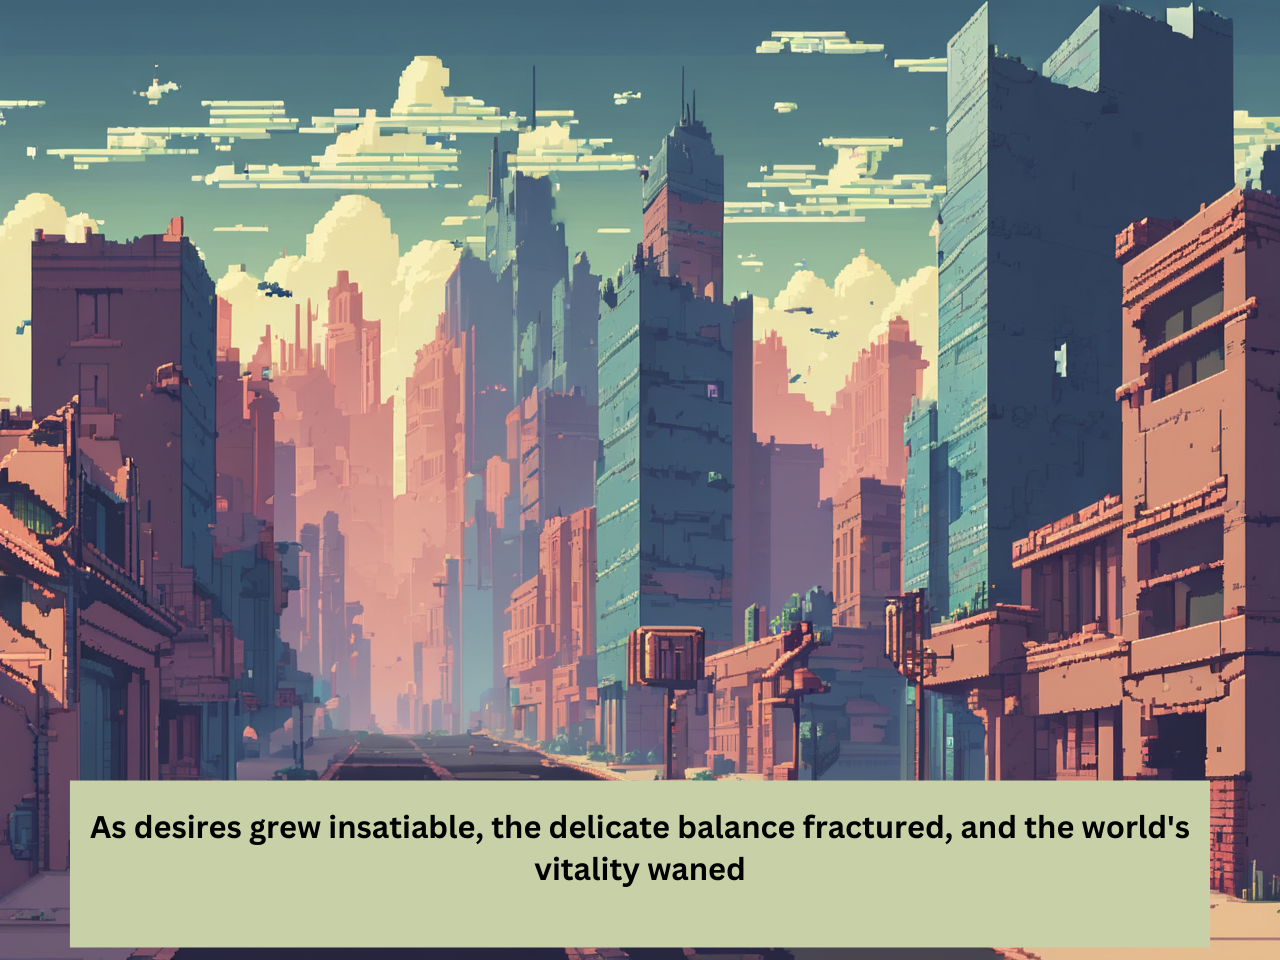 As desires grew insatiable, the delicate balance fractured, and the world's
vitality waned